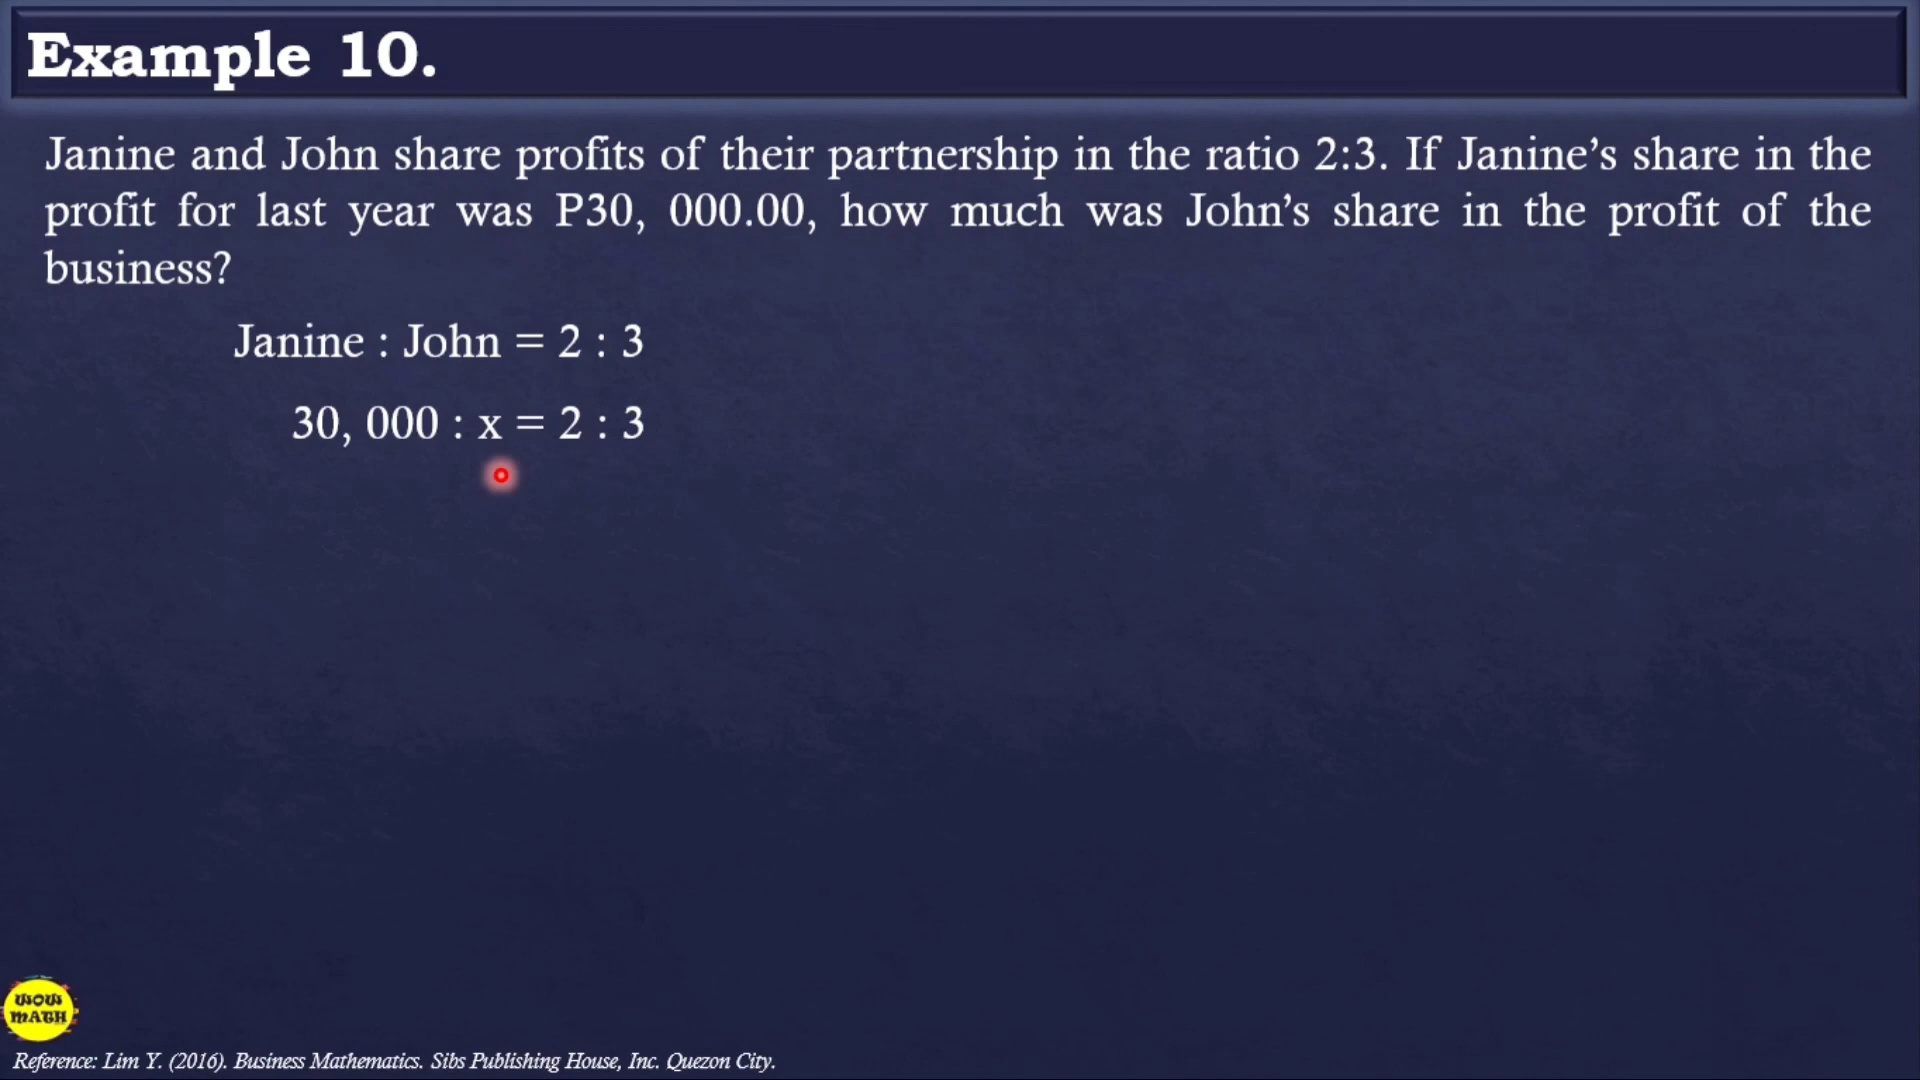 Example 10.
Janine and John share profits of their partnership in the ratio 2:3. If Janine’s share in the
profit for last year was P30, 000.00, how much was John’s share in the profit of the
business?
Janine : John = 2 : 3
30, 000 : x = 2 : 3
WOW
MATH
Reference: Lim Y. (2016). Business Mathematics. Sibs Publishing House, Inc. Quezon City.